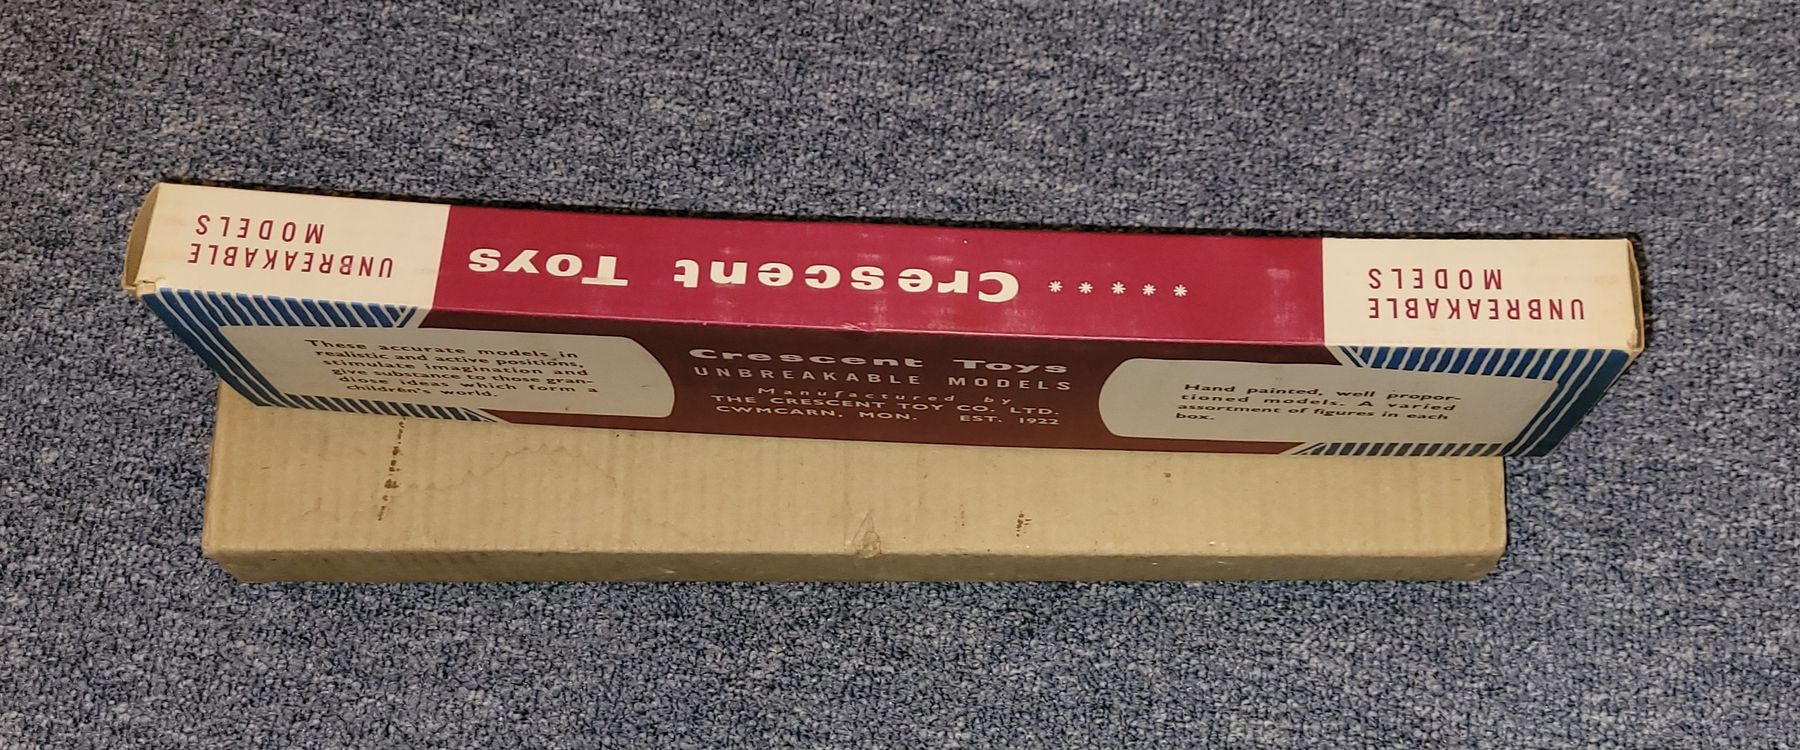 UNBREAKABLE
MODELS
Crescent Toys *****
UNBREAKABLE
MODELS
These accurate models in
realistic and active positions,
stimulate imagination and
give substance to those gran-
diose ideas which form a
children's world.
Crescent Toys
UNBREAKABLE MODELS
Manufactured by
THE CRESCENT TOY CO. LTD.
CWMCARN, MON. EST. 1922
Hand painted, well propor-
tioned models. A varied
assortment of figures in each
box.